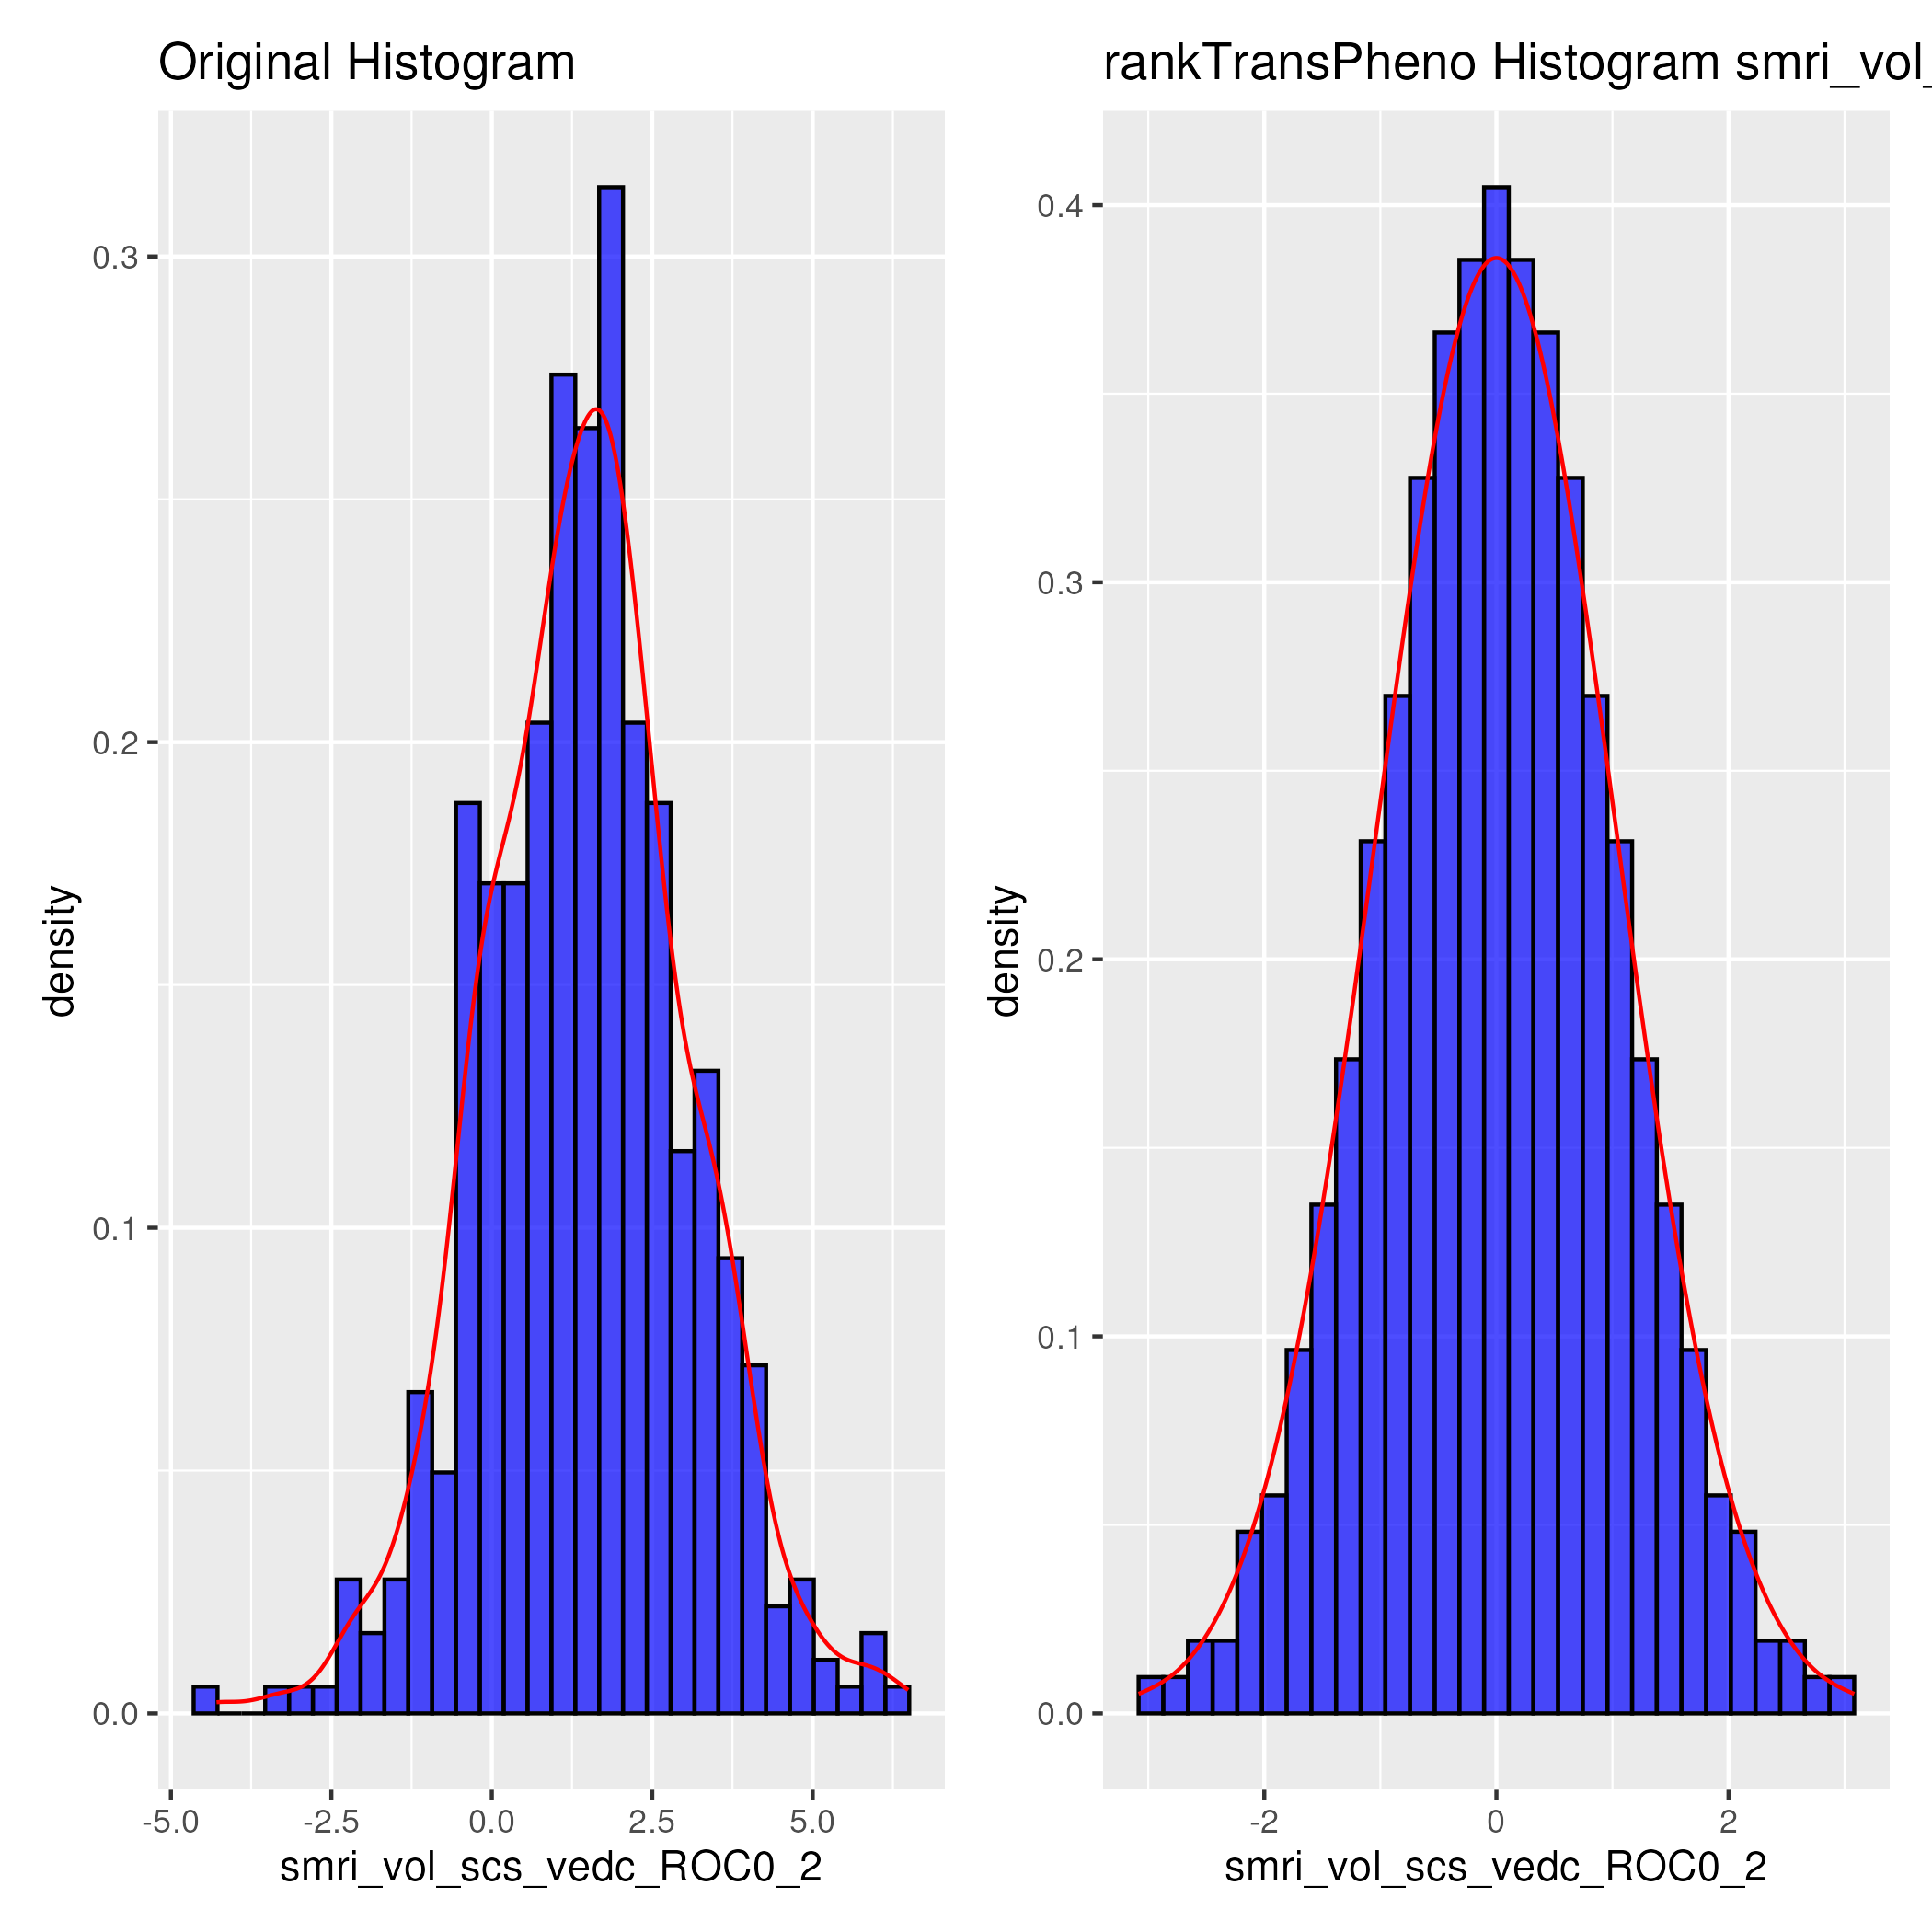 Original Histogram
density
0.3
0.2
0.1
0.0
-5.0 -2.5 0.0 2.5 5.0
smri_vol_scs_vedc_ROC0_2
rankTransPheno Histogram smri_vol_
density
0.4
0.3
0.2
0.1
0.0
-2 0 2
smri_vol_scs_vedc_ROC0_2